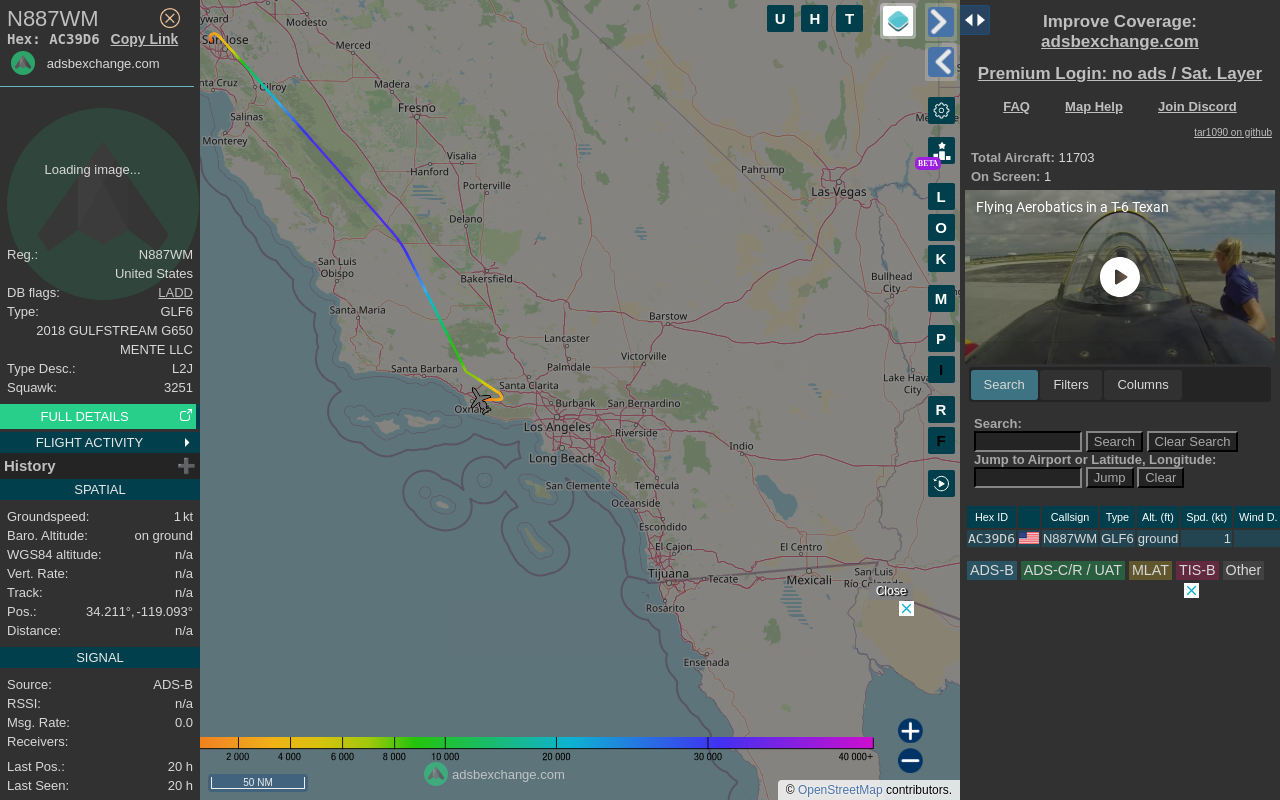 N887WM
Hex: AC39D6 Copy Link
adsbexchange.com
Loading image...
Reg.: N887WM
United States
DB flags: LADD
Type: GLF6
2018 GULFSTREAM G650
MENTE LLC
Type Desc.: L2J
Squawk: 3251
FULL DETAILS
FLIGHT ACTIVITY
History
SPATIAL
Groundspeed: 1 kt
Baro. Altitude: on ground
WGS84 altitude: n/a
Vert. Rate: n/a
Track: n/a
Pos.: 34.211°, -119.093°
Distance: n/a
SIGNAL
Source: ADS-B
RSSI: n/a
Msg. Rate: 0.0
Receivers:
Last Pos.: 20 h
Last Seen: 20 h
U H T
yward
Modesto
San Jose
Merced
nta Cruz
Gilroy
Madera
Fresno
Salinas
Monterey
Visalia
Hanford
Porterville
Pahrump
Las Vegas
Delano
San Luis
Obispo
Bakersfield
Bullhead
City
Santa Maria
Barstow
Lancaster
Victorville
Palmdale
Santa Barbara
Santa Clarita
Lake Hava
City
Oxnard
Burbank
San Bernardino
Los Angeles
Riverside
Long Beach
Indio
San Clemente
Temecula
Oceanside
Escondido
El Cajon
El Centro
Tijuana
Tecate
Mexicali
San Luis
Río Colorado
Rosarito
Ensenada
BETA
L
O
K
M
P
I
R
F
Close
2 000 4 000 6 000 8 000 10 000 20 000 30 000 40 000+
adsbexchange.com
50 NM
© OpenStreetMap contributors.
Improve Coverage:
adsbexchange.com
Premium Login: no ads / Sat. Layer
FAQ Map Help Join Discord
tar1090 on github
Total Aircraft: 11703
On Screen: 1
Flying Aerobatics in a T-6 Texan
Search Filters Columns
Search:
Search Clear Search
Jump to Airport or Latitude, Longitude:
Jump Clear
Hex ID Callsign Type Alt. (ft) Spd. (kt) Wind D.
AC39D6 N887WM GLF6 ground 1
ADS-B ADS-C/R / UAT MLAT TIS-B Other